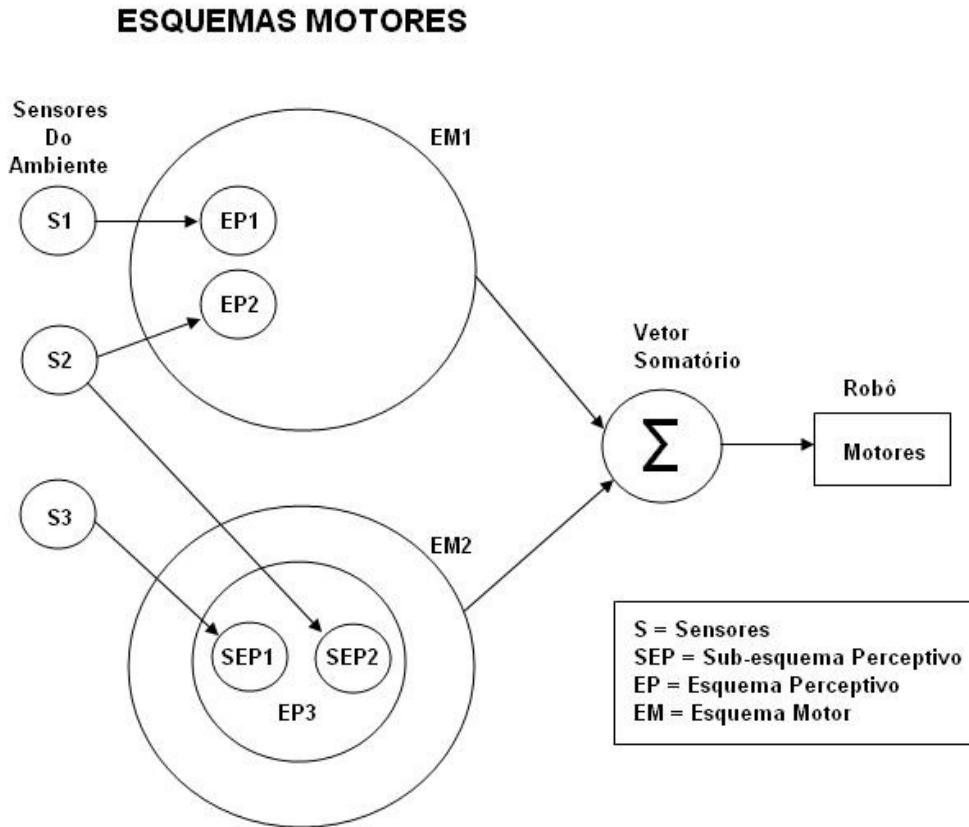 ESQUEMAS MOTORES
Sensores
Do
Ambiente
EM1
S1
EP1
EP2
S2
Vetor
Somatório
Σ
Robô
Motores
S3
EM2
SEP1
SEP2
EP3
S = Sensores
SEP = Sub-esquema Perceptivo
EP = Esquema Perceptivo
EM = Esquema Motor